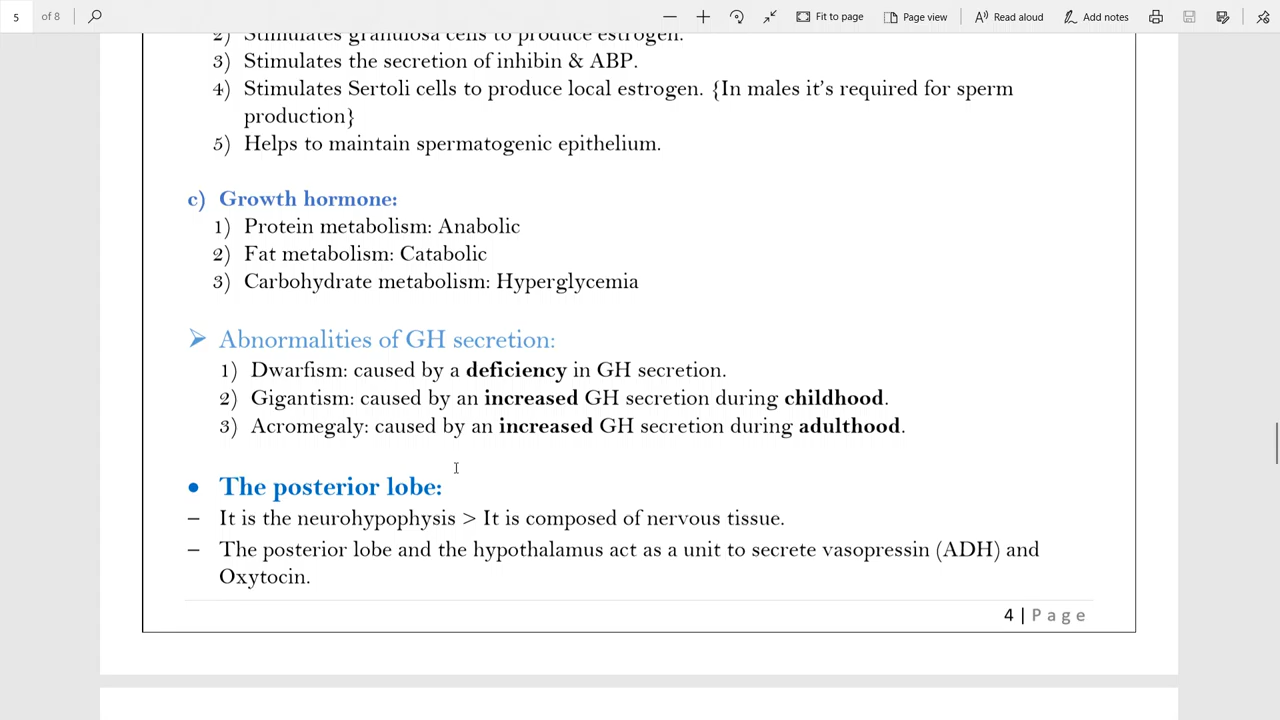 5 of 8 Fit to page Page view Read aloud Add notes
2) Stimulates granulosa cells to produce estrogen.
3) Stimulates the secretion of inhibin & ABP.
4) Stimulates Sertoli cells to produce local estrogen. {In males it’s required for sperm
production}
5) Helps to maintain spermatogenic epithelium.
c) Growth hormone:
1) Protein metabolism: Anabolic
2) Fat metabolism: Catabolic
3) Carbohydrate metabolism: Hyperglycemia
➢ Abnormalities of GH secretion:
1) Dwarfism: caused by a deficiency in GH secretion.
2) Gigantism: caused by an increased GH secretion during childhood.
3) Acromegaly: caused by an increased GH secretion during adulthood.
• The posterior lobe:
– It is the neurohypophysis > It is composed of nervous tissue.
– The posterior lobe and the hypothalamus act as a unit to secrete vasopressin (ADH) and
Oxytocin.
4 | Page